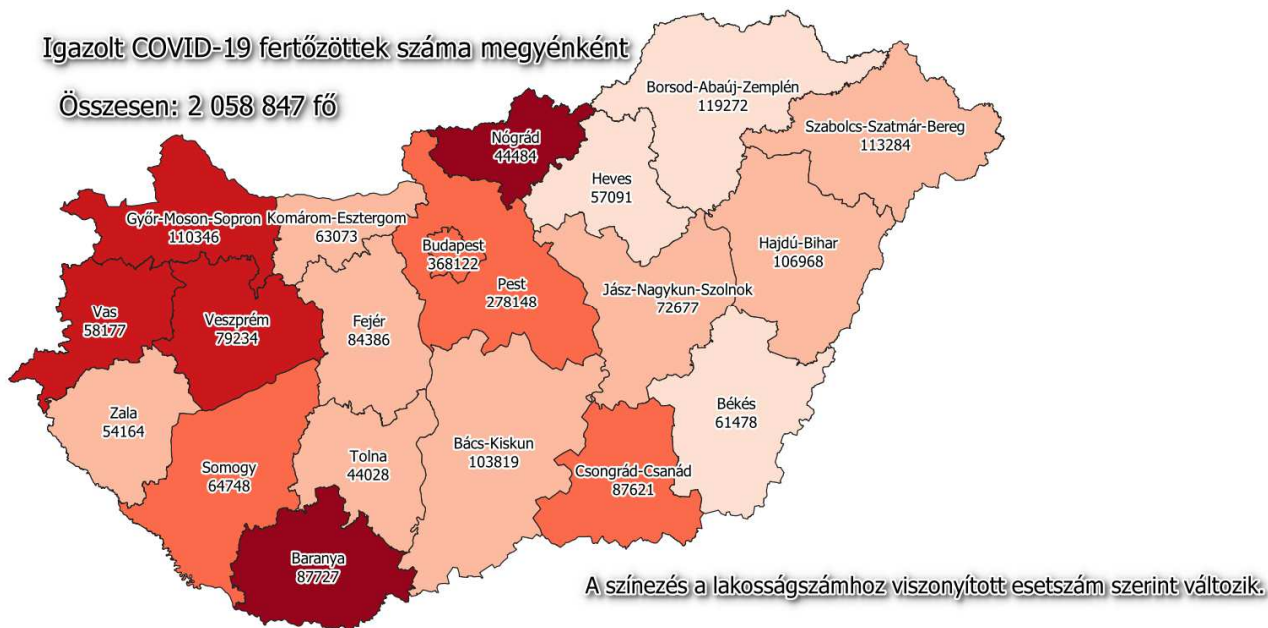 Igazolt COVID-19 fertőzöttek száma megyénként
Összesen: 2 058 847 fő
Borsod-Abaúj-Zemplén
119272
Szabolcs-Szatmár-Bereg
113284
Nógrád
44484
Heves
57091
Győr-Moson-Sopron
110346
Komárom-Esztergom
63073
Budapest
368122
Pest
278148
Hajdú-Bihar
106968
Jász-Nagykun-Szolnok
72677
Vas
58177
Veszprém
79234
Fejér
84386
Zala
54164
Békés
61478
Somogy
64748
Tolna
44028
Bács-Kiskun
103819
Csongrád-Csanád
87621
Baranya
87727
A színezés a lakosságszámhoz viszonyított esetszám szerint változik.